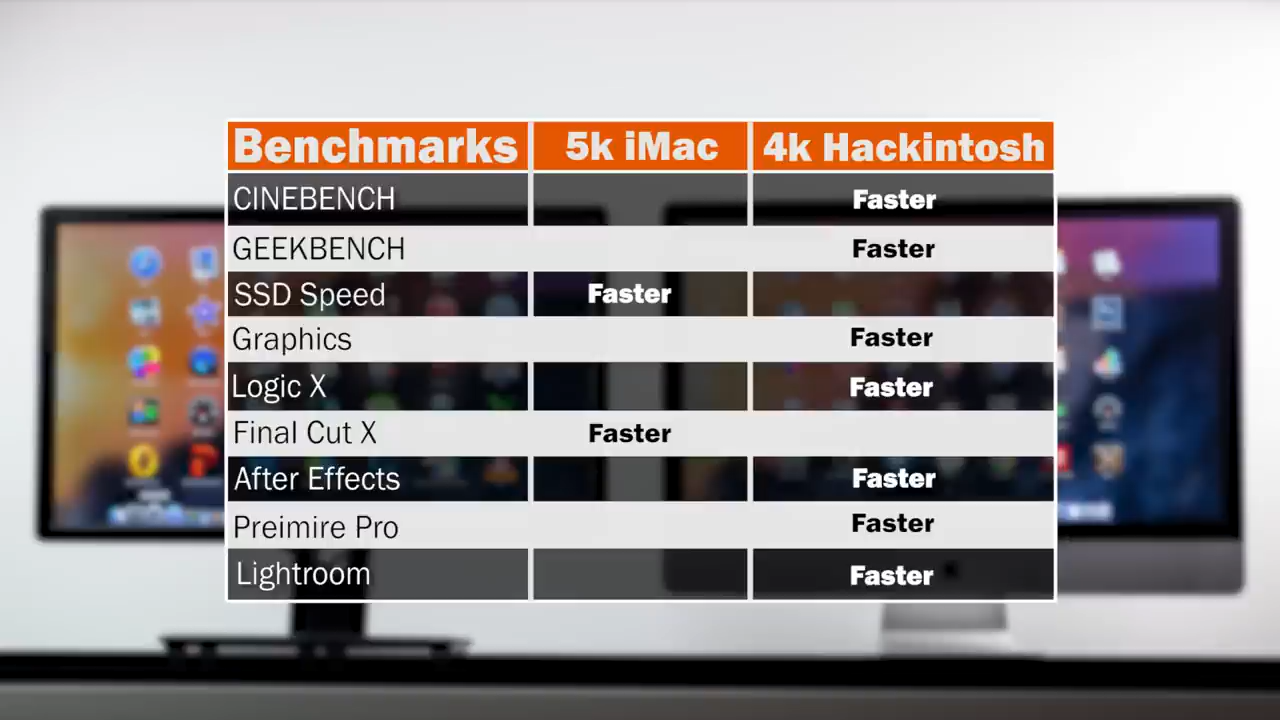 Benchmarks 5k iMac 4k Hackintosh
CINEBENCH Faster
GEEKBENCH Faster
SSD Speed Faster
Graphics Faster
Logic X Faster
Final Cut X Faster
After Effects Faster
Preimire Pro Faster
Lightroom Faster